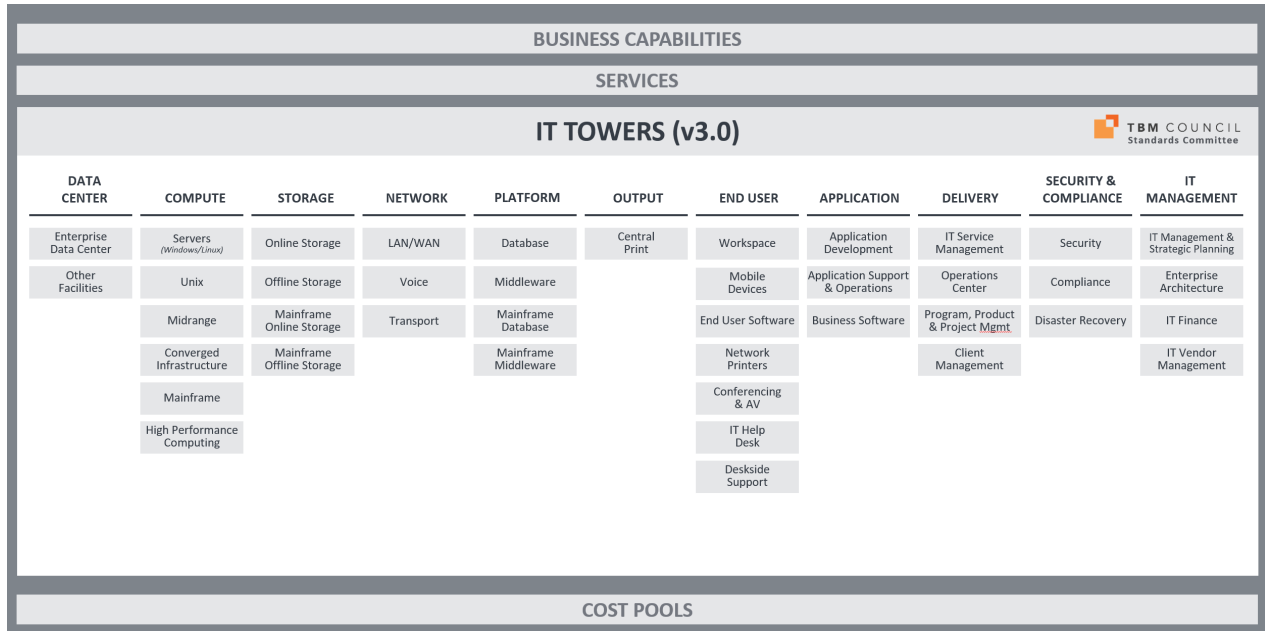 BUSINESS CAPABILITIES
SERVICES
IT TOWERS (v3.0)
TBM COUNCIL
Standards Committee
DATA
CENTER
Enterprise
Data Center
Other
Facilities
COMPUTE
Servers
(Windows/Linux)
Unix
Midrange
Converged
Infrastructure
Mainframe
High Performance
Computing
STORAGE
Online Storage
Offline Storage
Mainframe
Online Storage
Mainframe
Offline Storage
NETWORK
LAN/WAN
Voice
Transport
PLATFORM
Database
Middleware
Mainframe
Database
Mainframe
Middleware
OUTPUT
Central
Print
END USER
Workspace
Mobile
Devices
End User Software
Network
Printers
Conferencing
& AV
IT Help
Desk
Deskside
Support
APPLICATION
Application
Development
Application Support
& Operations
Business Software
DELIVERY
IT Service
Management
Operations
Center
Program, Product
& Project Mgmt
Client
Management
SECURITY &
COMPLIANCE
Security
Compliance
Disaster Recovery
IT
MANAGEMENT
IT Management &
Strategic Planning
Enterprise
Architecture
IT Finance
IT Vendor
Management
COST POOLS